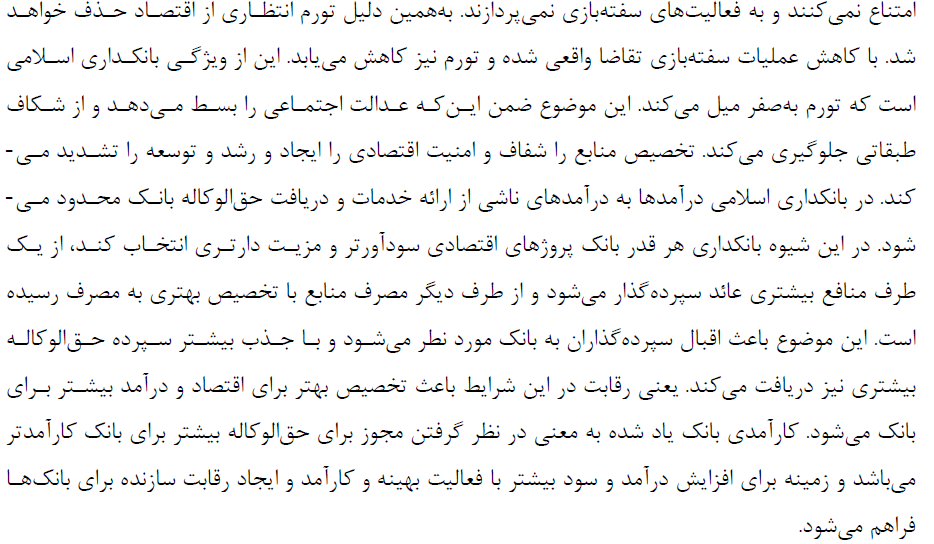 امتناع نمی‌کنند و به فعالیت‌های سفته‌بازی نمی‌پردازند. به‌همین دلیل تورم انتظاری از اقتصاد حذف خواهد
شد. با کاهش عملیات سفته‌بازی تقاضا واقعی شده و تورم نیز کاهش می‌یابد. این از ویژگی بانکداری اسلامی
است که تورم به‌صفر میل می‌کند. این موضوع ضمن این‌که عدالت اجتماعی را بسط می‌دهد و از شکاف
طبقاتی جلوگیری می‌کند. تخصیص منابع را شفاف و امنیت اقتصادی را ایجاد و رشد و توسعه را تشدید می-
کند. در بانکداری اسلامی درآمدها به درآمدهای ناشی از ارائه خدمات و دریافت حق‌الوکاله بانک محدود می-
شود. در این شیوه بانکداری هر قدر بانک پروژهای اقتصادی سودآورتر و مزیت دارتری انتخاب کند، از یک
طرف منافع بیشتری عائد سپرده‌گذار می‌شود و از طرف دیگر مصرف منابع با تخصیص بهتری به مصرف رسیده
است. این موضوع باعث اقبال سپرده‌گذاران به بانک مورد نطر می‌شود و با جذب بیشتر سپرده حق‌الوکاله
بیشتری نیز دریافت می‌کند. یعنی رقابت در این شرایط باعث تخصیص بهتر برای اقتصاد و درآمد بیشتر برای
بانک می‌شود. کارآمدی بانک یاد شده به معنی در نظر گرفتن مجوز برای حق‌الوکاله بیشتر برای بانک کارآمدتر
می‌باشد و زمینه برای افزایش درآمد و سود بیشتر با فعالیت بهینه و کارآمد و ایجاد رقابت سازنده برای بانک‌ها
فراهم می‌شود.